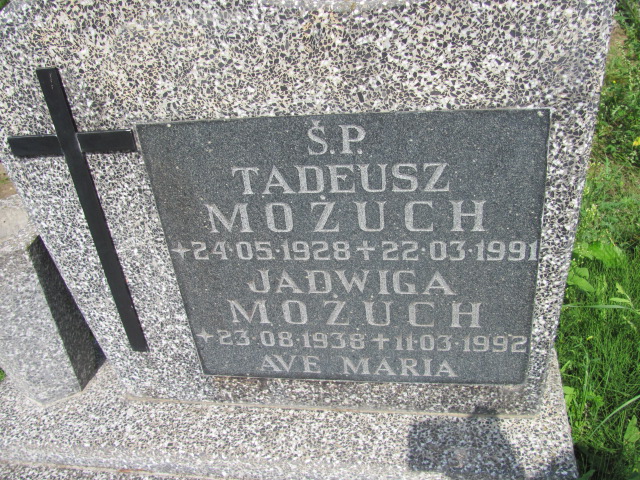 Ś.P.
TADEUSZ
MOŻUCH
+24·05·1928+22·03·1991
JADWIGA
MOŻUCH
+23·08·1938+11·03·1992
AVE MARIA